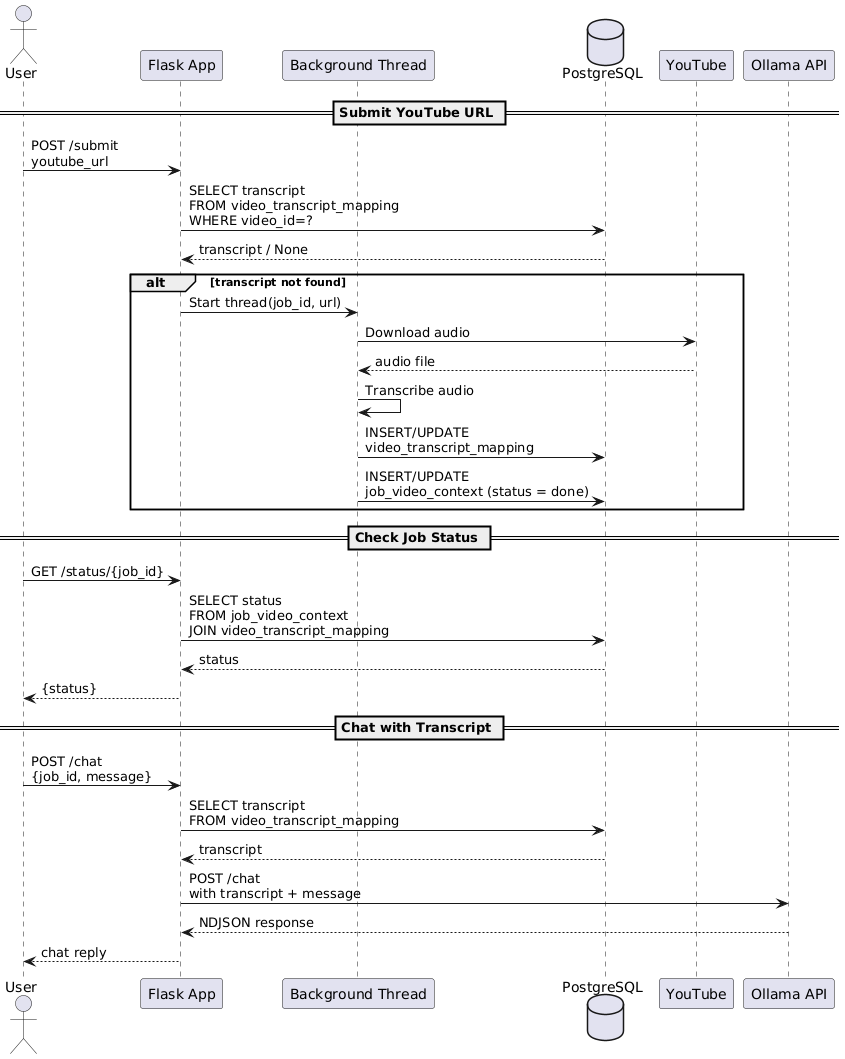 User
Flask App
Background Thread
PostgreSQL
YouTube
Ollama API
Submit YouTube URL
POST /submit
youtube_url
SELECT transcript
FROM video_transcript_mapping
WHERE video_id=?
transcript / None
alt
[transcript not found]
Start thread(job_id, url)
Download audio
audio file
Transcribe audio
INSERT/UPDATE
video_transcript_mapping
INSERT/UPDATE
job_video_context (status = done)
Check Job Status
GET /status/{job_id}
SELECT status
FROM job_video_context
JOIN video_transcript_mapping
status
{status}
Chat with Transcript
POST /chat
{job_id, message}
SELECT transcript
FROM video_transcript_mapping
transcript
POST /chat
with transcript + message
NDJSON response
chat reply
User
Flask App
Background Thread
PostgreSQL
YouTube
Ollama API